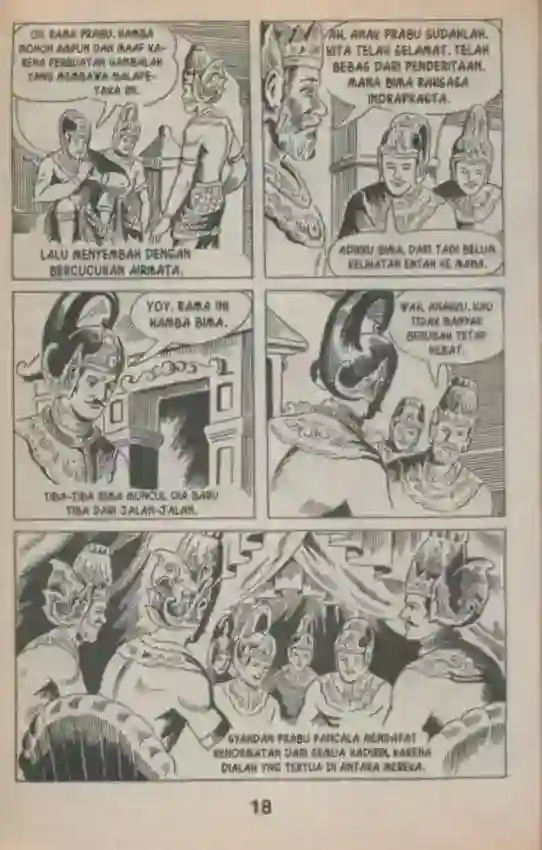 OH, RAMA PRABU, HAMBA
MOHON AMPUN DAN MAAF KA-
RENA PERBUATAN HAMBALAH
YANG MEMBAWA MALAPE-
TAKA INI.
LALU MENYEMBAH DENGAN
BERCUCURAN AIRMATA.
AH, ANAK PRABU SUDAHLAH.
KITA TELAH SELAMAT. TELAH
BEBAS DARI PENDERITAAN.
MANA BIMA RAKSASA
INDRAPRASTA.
ADIKKU BIMA, DARI TADI BELUM
KELIHATAN ENTAH KE MANA.
YOY, RAMA INI
HAMBA BIMA.
TIBA-TIBA BIMA MUNCUL, DIA BARU
TIBA DARI JALAN-JALAN.
WAH, ANAKKU, KAU
TIDAK BANYAK
BERUBAH TETAP
HEBAT.
SYAHDAN PRABU PANCALA MENDAPAT
KEHORMATAN DARI SEMUA HADIRIN, KARENA
DIALAH YNG TERTUA DI ANTARA MEREKA.
18